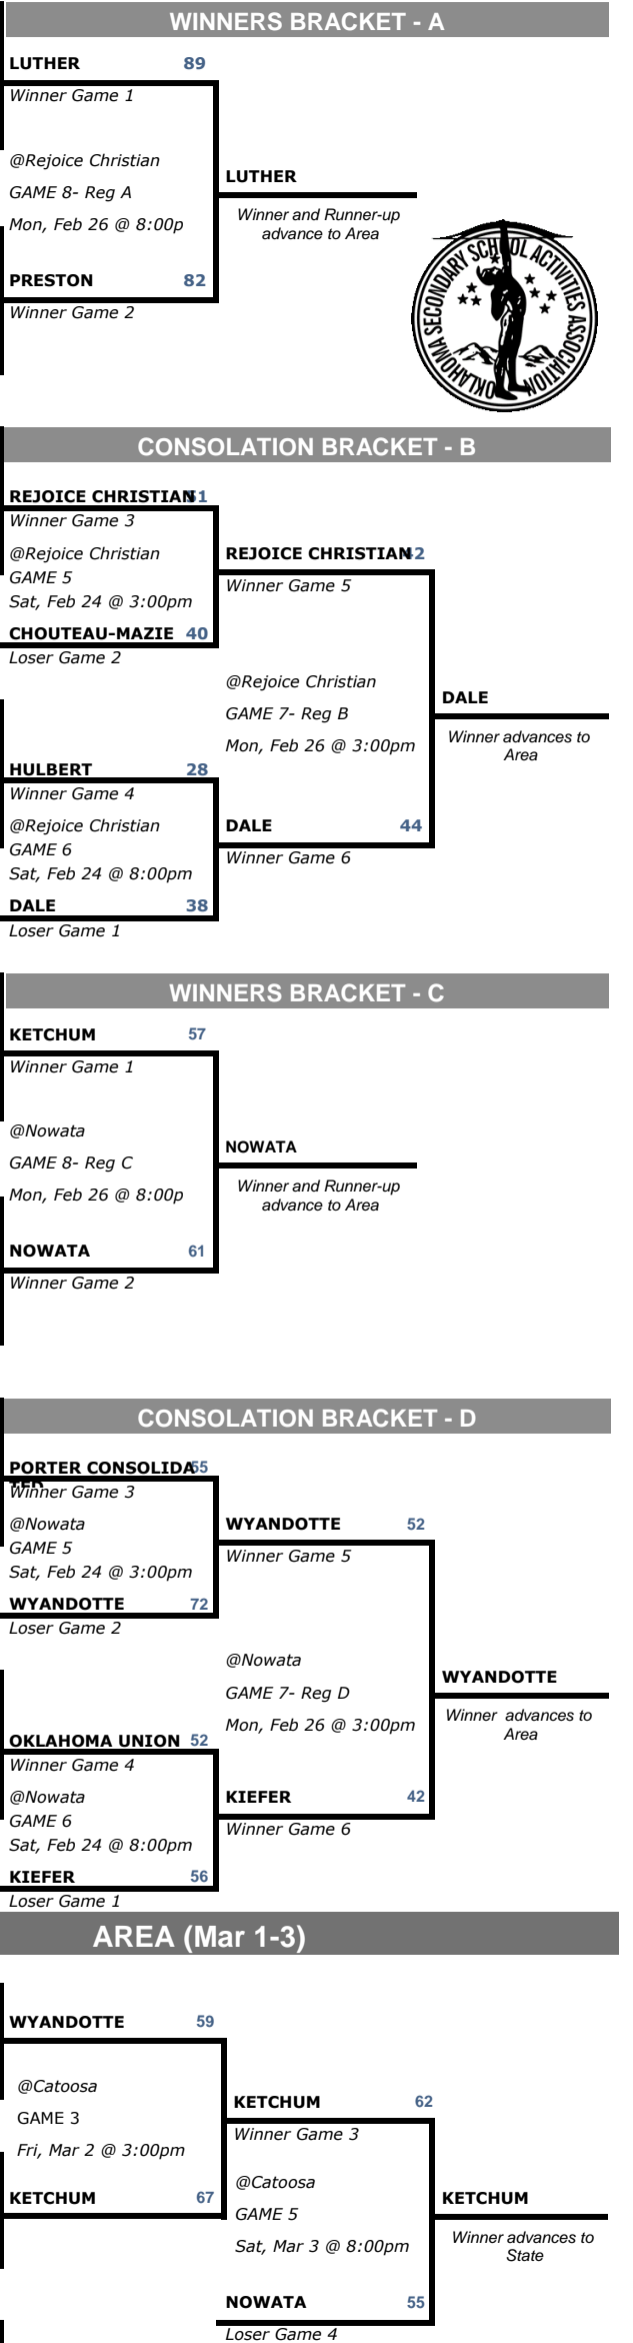 WINNERS BRACKET - A
LUTHER 89
Winner Game 1
@Rejoice Christian
GAME 8- Reg A
Mon, Feb 26 @ 8:00p
LUTHER
Winner and Runner-up
advance to Area
PRESTON 82
Winner Game 2
OKLAHOMA SECONDARY SCHOOL ACTIVITIES ASSOCIATION
CONSOLATION BRACKET - B
REJOICE CHRISTIAN 51
Winner Game 3
@Rejoice Christian
GAME 5
Sat, Feb 24 @ 3:00pm
CHOUTEAU-MAZIE 40
Loser Game 2
REJOICE CHRISTIAN 42
Winner Game 5
@Rejoice Christian
GAME 7- Reg B
Mon, Feb 26 @ 3:00pm
DALE
Winner advances to
Area
HULBERT 28
Winner Game 4
@Rejoice Christian
GAME 6
Sat, Feb 24 @ 8:00pm
DALE 38
Loser Game 1
DALE 44
Winner Game 6
WINNERS BRACKET - C
KETCHUM 57
Winner Game 1
@Nowata
GAME 8- Reg C
Mon, Feb 26 @ 8:00p
NOWATA
Winner and Runner-up
advance to Area
NOWATA 61
Winner Game 2
CONSOLATION BRACKET - D
PORTER CONSOLIDA 55
TED
Winner Game 3
@Nowata
GAME 5
Sat, Feb 24 @ 3:00pm
WYANDOTTE 72
Loser Game 2
WYANDOTTE 52
Winner Game 5
@Nowata
GAME 7- Reg D
Mon, Feb 26 @ 3:00pm
WYANDOTTE
Winner advances to
Area
OKLAHOMA UNION 52
Winner Game 4
@Nowata
GAME 6
Sat, Feb 24 @ 8:00pm
KIEFER 56
Loser Game 1
KIEFER 42
Winner Game 6
AREA (Mar 1-3)
WYANDOTTE 59
@Catoosa
GAME 3
Fri, Mar 2 @ 3:00pm
KETCHUM 67
KETCHUM 62
Winner Game 3
@Catoosa
GAME 5
Sat, Mar 3 @ 8:00pm
KETCHUM
Winner advances to
State
NOWATA 55
Loser Game 4